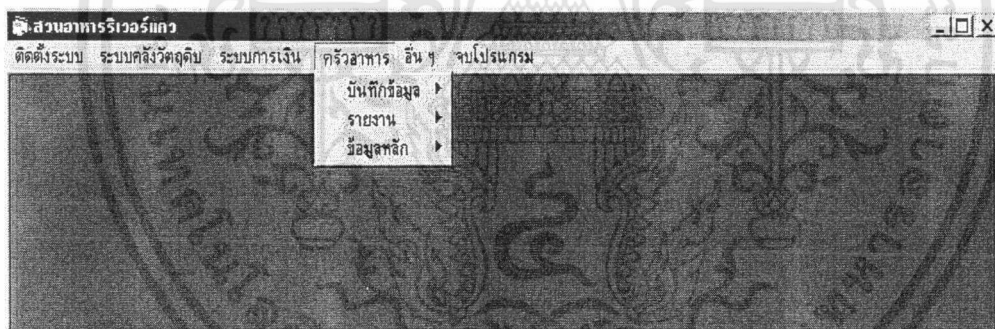 สวนอาหารริเวอร์แคว
ติดตั้งระบบ ระบบคลังวัตถุดิบ ระบบการเงิน ครัวอาหาร อื่น ๆ จบโปรแกรม
บันทึกข้อมูล
รายงาน
ข้อมูลหลัก